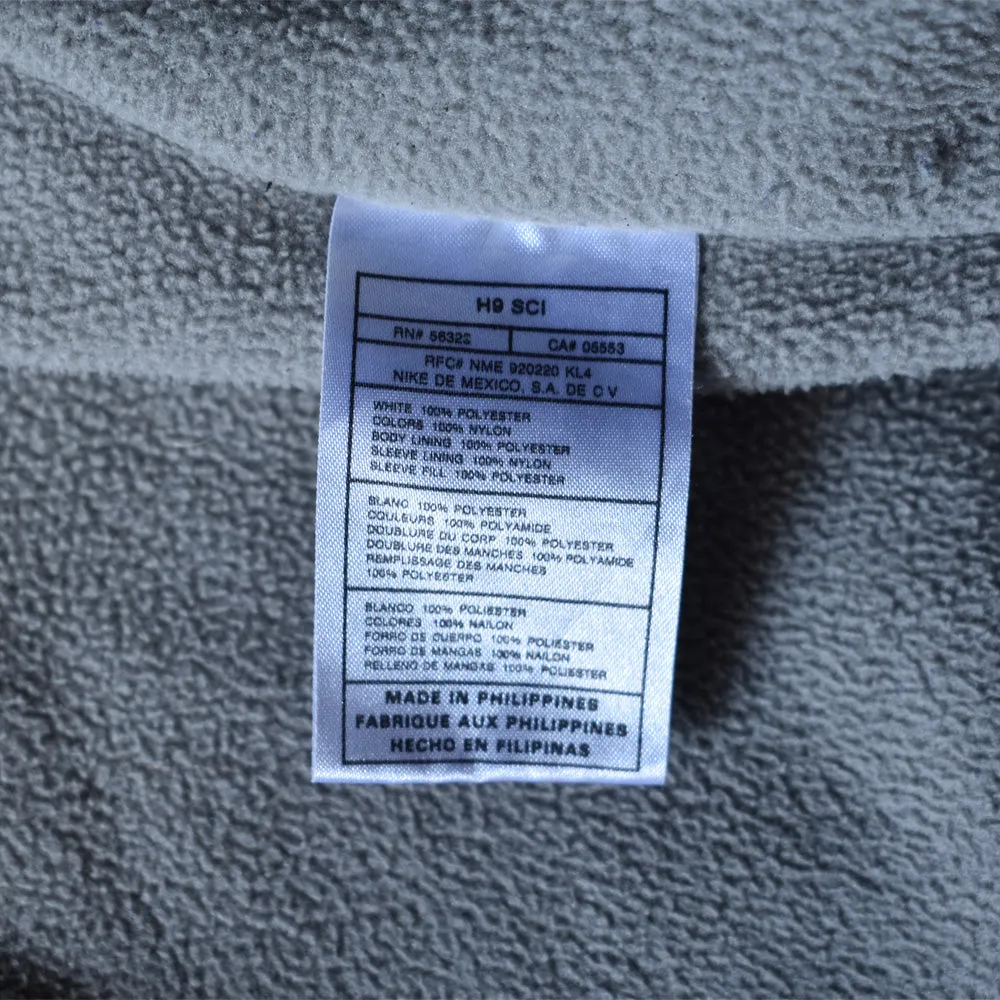 H9 SCI
RN# 56323 CA# 05553
RFC# NME 920220 KL4
NIKE DE MEXICO, S.A. DE C V
WHITE 100% POLYESTER
COLORS 100% NYLON
BODY LINING 100% POLYESTER
SLEEVE LINING 100% NYLON
SLEEVE FILL 100% POLYESTER
BLANC 100% POLYESTER
COULEURS 100% POLYAMIDE
DOUBLURE DU CORP 100% POLYESTER
DOUBLURE DES MANCHES 100% POLYAMIDE
REMPLISSAGE DES MANCHES
100% POLYESTER
BLANCO 100% POLIESTER
COLORES 100% NAILON
FORRO DE CUERPO 100% POLIESTER
FORRO DE MANGAS 100% NAILON
RELLENO DE MANGAS 100% POLIESTER
MADE IN PHILIPPINES
FABRIQUE AUX PHILIPPINES
HECHO EN FILIPINAS